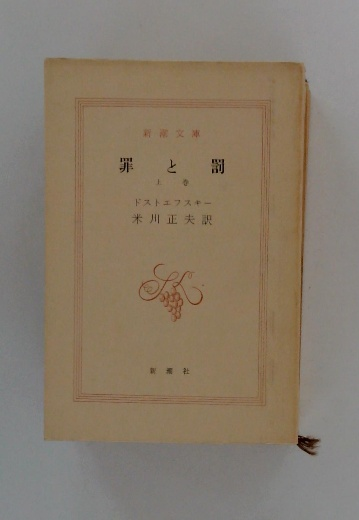 新潮文庫
罪と罰
上巻
ドストエフスキー
米川正夫訳
新潮社